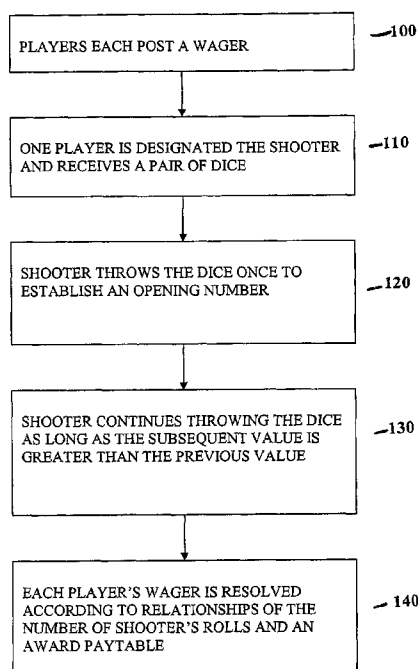 PLAYERS EACH POST A WAGER
100
ONE PLAYER IS DESIGNATED THE SHOOTER
AND RECEIVES A PAIR OF DICE
110
SHOOTER THROWS THE DICE ONCE TO
ESTABLISH AN OPENING NUMBER
120
SHOOTER CONTINUES THROWING THE DICE
AS LONG AS THE SUBSEQUENT VALUE IS
GREATER THAN THE PREVIOUS VALUE
130
EACH PLAYER'S WAGER IS RESOLVED
ACCORDING TO RELATIONSHIPS OF THE
NUMBER OF SHOOTER'S ROLLS AND AN
AWARD PAYTABLE
140